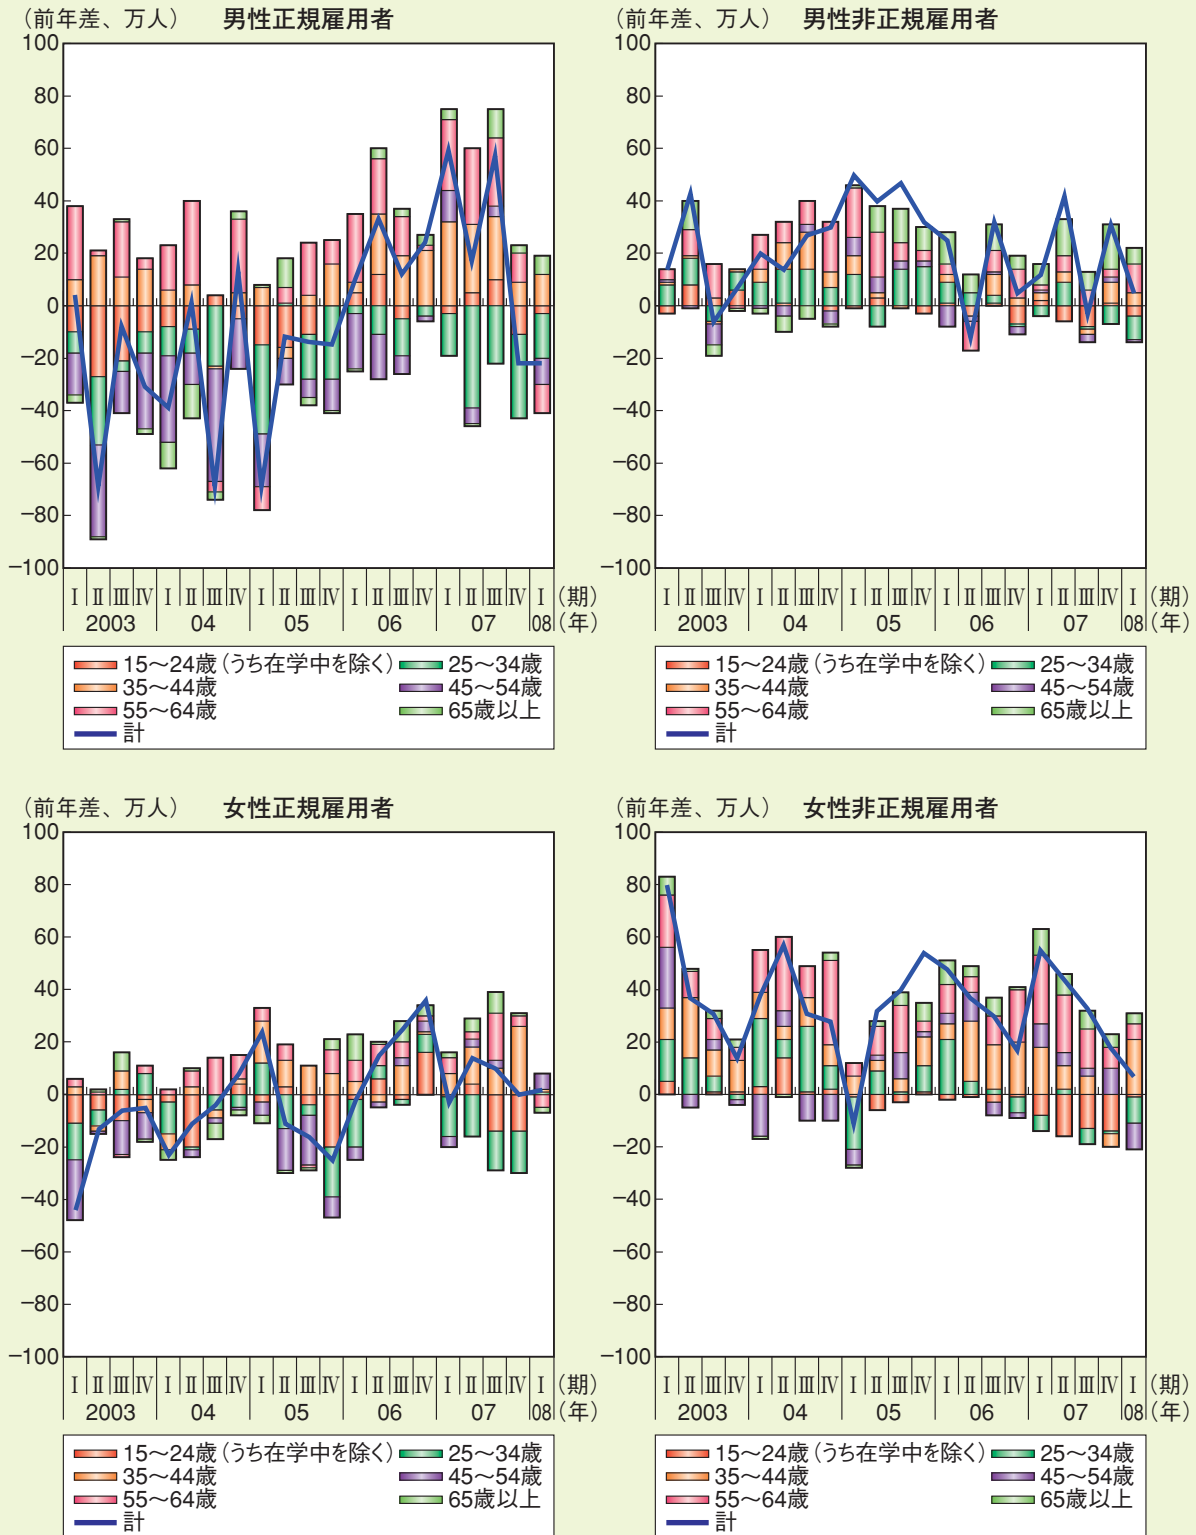 （前年差、万人） 男性正規雇用者
100
80
60
40
20
0
−20
−40
−60
−80
−100
Ⅰ Ⅱ Ⅲ Ⅳ Ⅰ Ⅱ Ⅲ Ⅳ Ⅰ Ⅱ Ⅲ Ⅳ Ⅰ Ⅱ Ⅲ Ⅳ Ⅰ Ⅱ Ⅲ Ⅳ Ⅰ （期）
2003 04 05 06 07 08 （年）
15〜24歳（うち在学中を除く） 25〜34歳
35〜44歳 45〜54歳
55〜64歳 65歳以上
計
（前年差、万人） 男性非正規雇用者
100
80
60
40
20
0
−20
−40
−60
−80
−100
Ⅰ Ⅱ Ⅲ Ⅳ Ⅰ Ⅱ Ⅲ Ⅳ Ⅰ Ⅱ Ⅲ Ⅳ Ⅰ Ⅱ Ⅲ Ⅳ Ⅰ Ⅱ Ⅲ Ⅳ Ⅰ （期）
2003 04 05 06 07 08 （年）
15〜24歳（うち在学中を除く） 25〜34歳
35〜44歳 45〜54歳
55〜64歳 65歳以上
計
（前年差、万人） 女性正規雇用者
100
80
60
40
20
0
−20
−40
−60
−80
−100
Ⅰ Ⅱ Ⅲ Ⅳ Ⅰ Ⅱ Ⅲ Ⅳ Ⅰ Ⅱ Ⅲ Ⅳ Ⅰ Ⅱ Ⅲ Ⅳ Ⅰ Ⅱ Ⅲ Ⅳ Ⅰ （期）
2003 04 05 06 07 08 （年）
15〜24歳（うち在学中を除く） 25〜34歳
35〜44歳 45〜54歳
55〜64歳 65歳以上
計
（前年差、万人） 女性非正規雇用者
100
80
60
40
20
0
−20
−40
−60
−80
−100
Ⅰ Ⅱ Ⅲ Ⅳ Ⅰ Ⅱ Ⅲ Ⅳ Ⅰ Ⅱ Ⅲ Ⅳ Ⅰ Ⅱ Ⅲ Ⅳ Ⅰ Ⅱ Ⅲ Ⅳ Ⅰ （期）
2003 04 05 06 07 08 （年）
15〜24歳（うち在学中を除く） 25〜34歳
35〜44歳 45〜54歳
55〜64歳 65歳以上
計